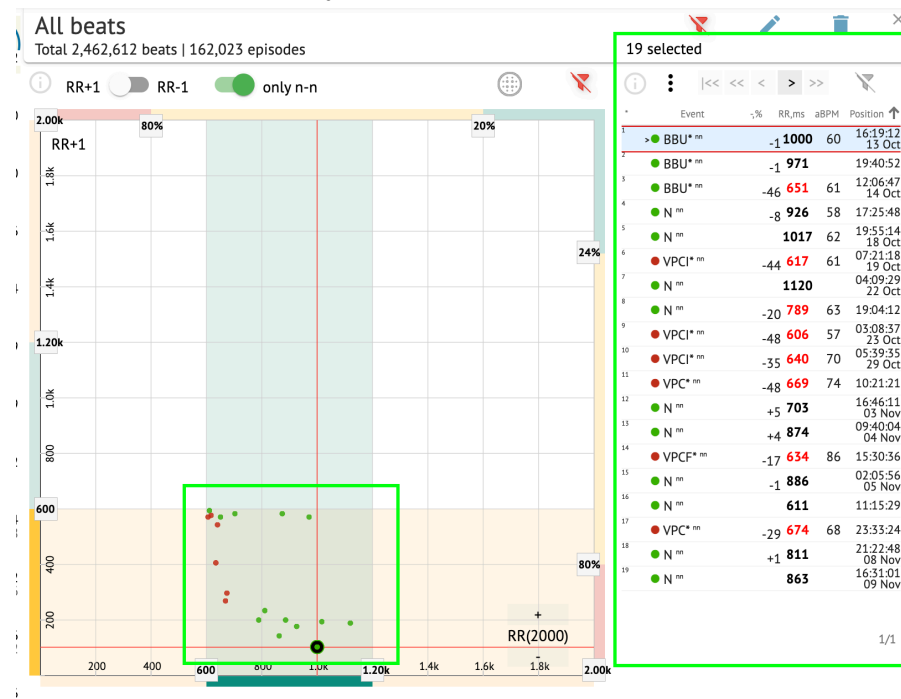 All beats
Total 2,462,612 beats | 162,023 episodes
RR+1 RR-1 only n-n
2.00k
80%
20%
RR+1
1.8k
1.6k
24%
1.4k
1.20k
1.0k
800
600
400
80%
200
+
RR(2000)
-
200 400 600 800 1.0k 1.20k 1.4k 1.6k 1.8k 2.00k
19 selected
|<< << < > >>
* Event -,% RR,ms aBPM Position ↑
1 > BBU* nn -1 1000 60 16:19:12 13 Oct
2 BBU* nn -1 971 19:40:52
3 BBU* nn -46 651 61 12:06:47 14 Oct
4 N nn -8 926 58 17:25:48
5 N nn 1017 62 19:55:14 18 Oct
6 VPCI* nn -44 617 61 07:21:18 19 Oct
7 N nn 1120 04:09:29 22 Oct
8 N nn -20 789 63 19:04:12
9 VPCI* nn -48 606 57 03:08:37 23 Oct
10 VPCI* nn -35 640 70 05:39:35 29 Oct
11 VPC* nn -48 669 74 10:21:21
12 N nn +5 703 16:46:11 03 Nov
13 N nn +4 874 09:40:04 04 Nov
14 VPCF* nn -17 634 86 15:30:36
15 N nn -1 886 02:05:56 05 Nov
16 N nn 611 11:15:29
17 VPC* nn -29 674 68 23:33:24
18 N nn +1 811 21:22:48 08 Nov
19 N nn 863 16:31:01 09 Nov
1/1